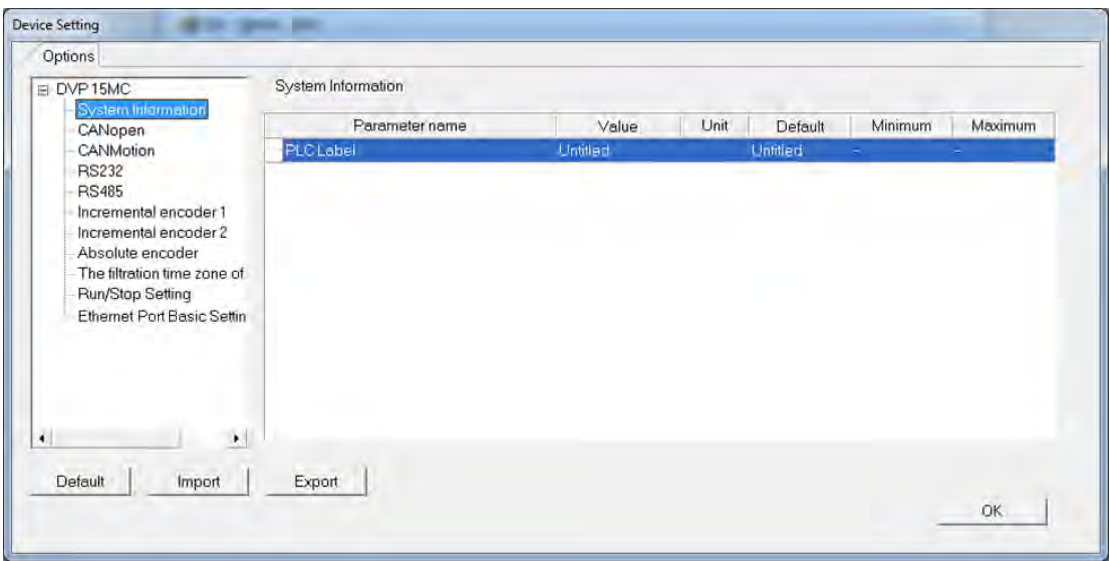 Device Setting
Options
DVP 15MC
System Information
CANopen
CANMotion
RS232
RS485
Incremental encoder 1
Incremental encoder 2
Absolute encoder
The filtration time zone of
Run/Stop Setting
Ethernet Port Basic Settin
System Information
Parameter name Value Unit Default Minimum Maximum
PLC Label Untitled Untitled - -
Default Import Export
OK